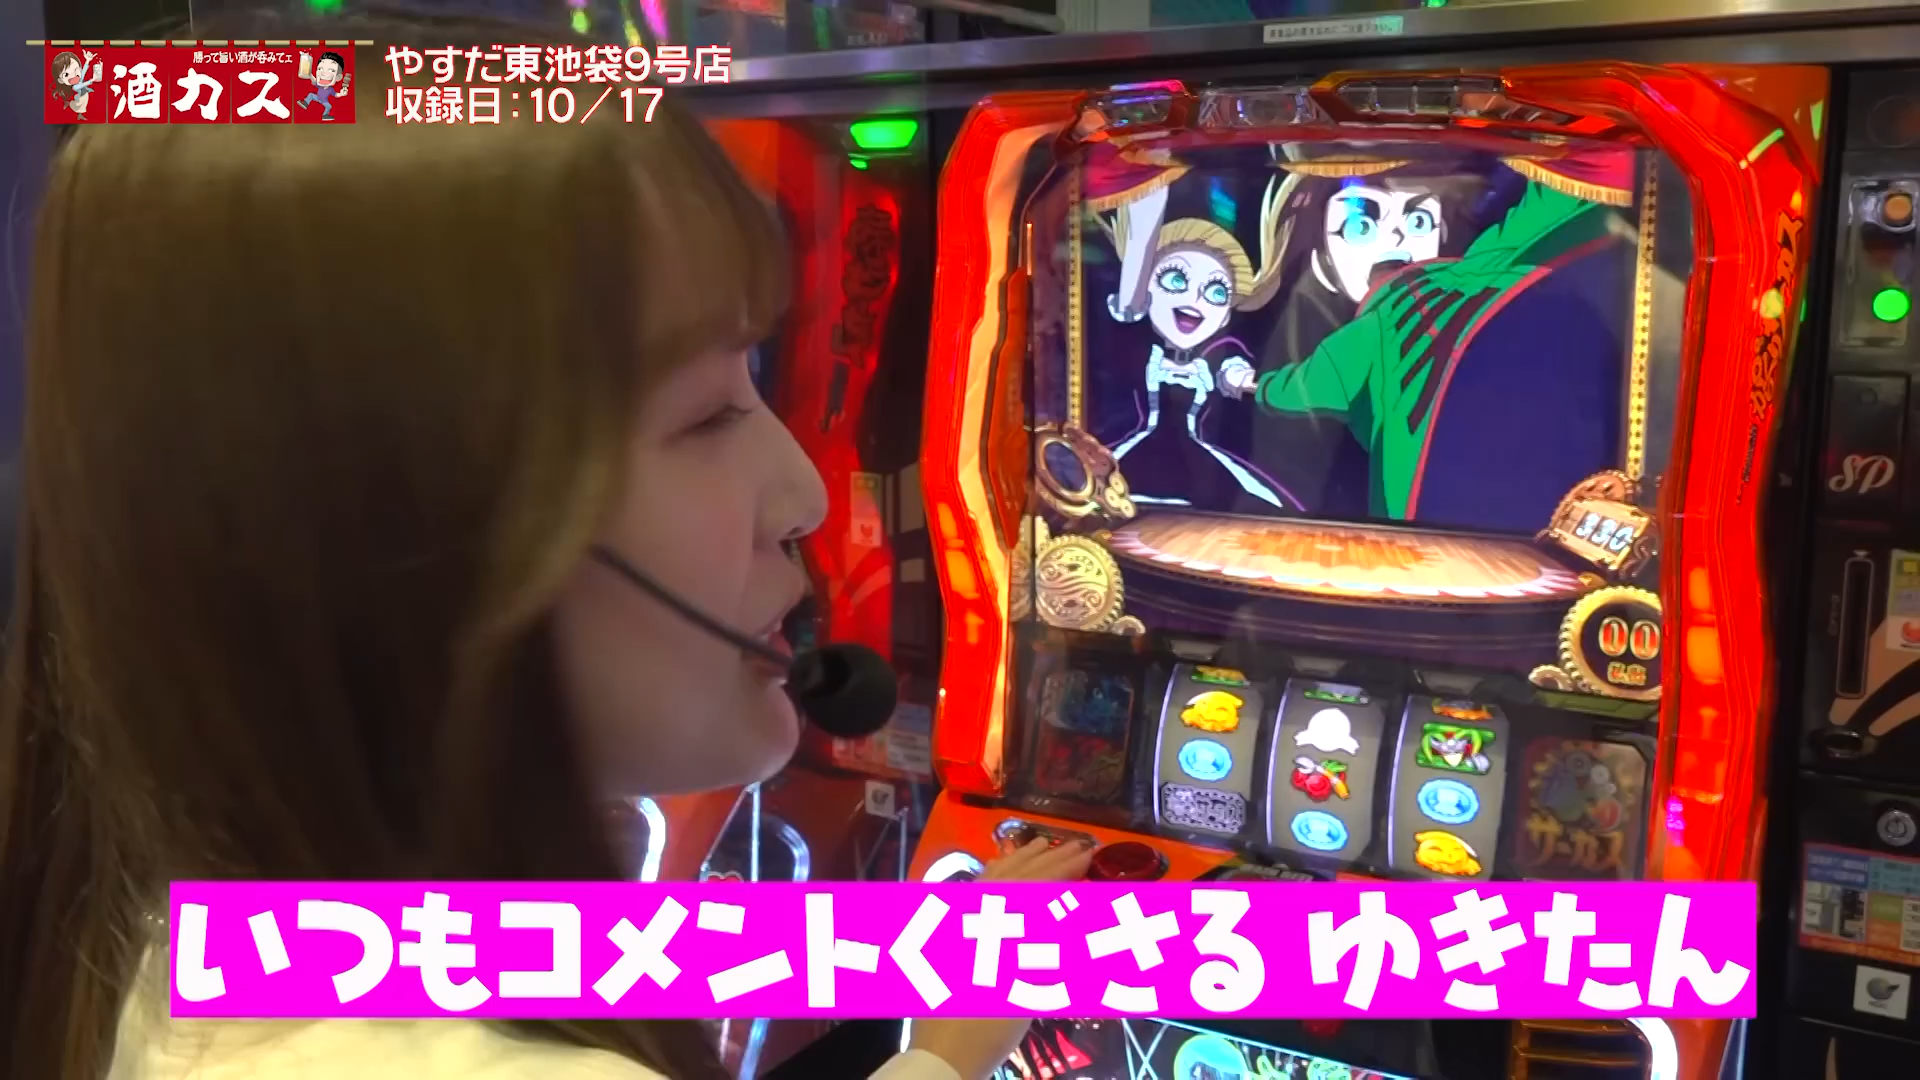 勝って旨い酒が呑みてェ
酒カス
やすだ東池袋9号店
収録日:10/17
SP
330
00
サーカス
いつもコメントくださる ゆきたん